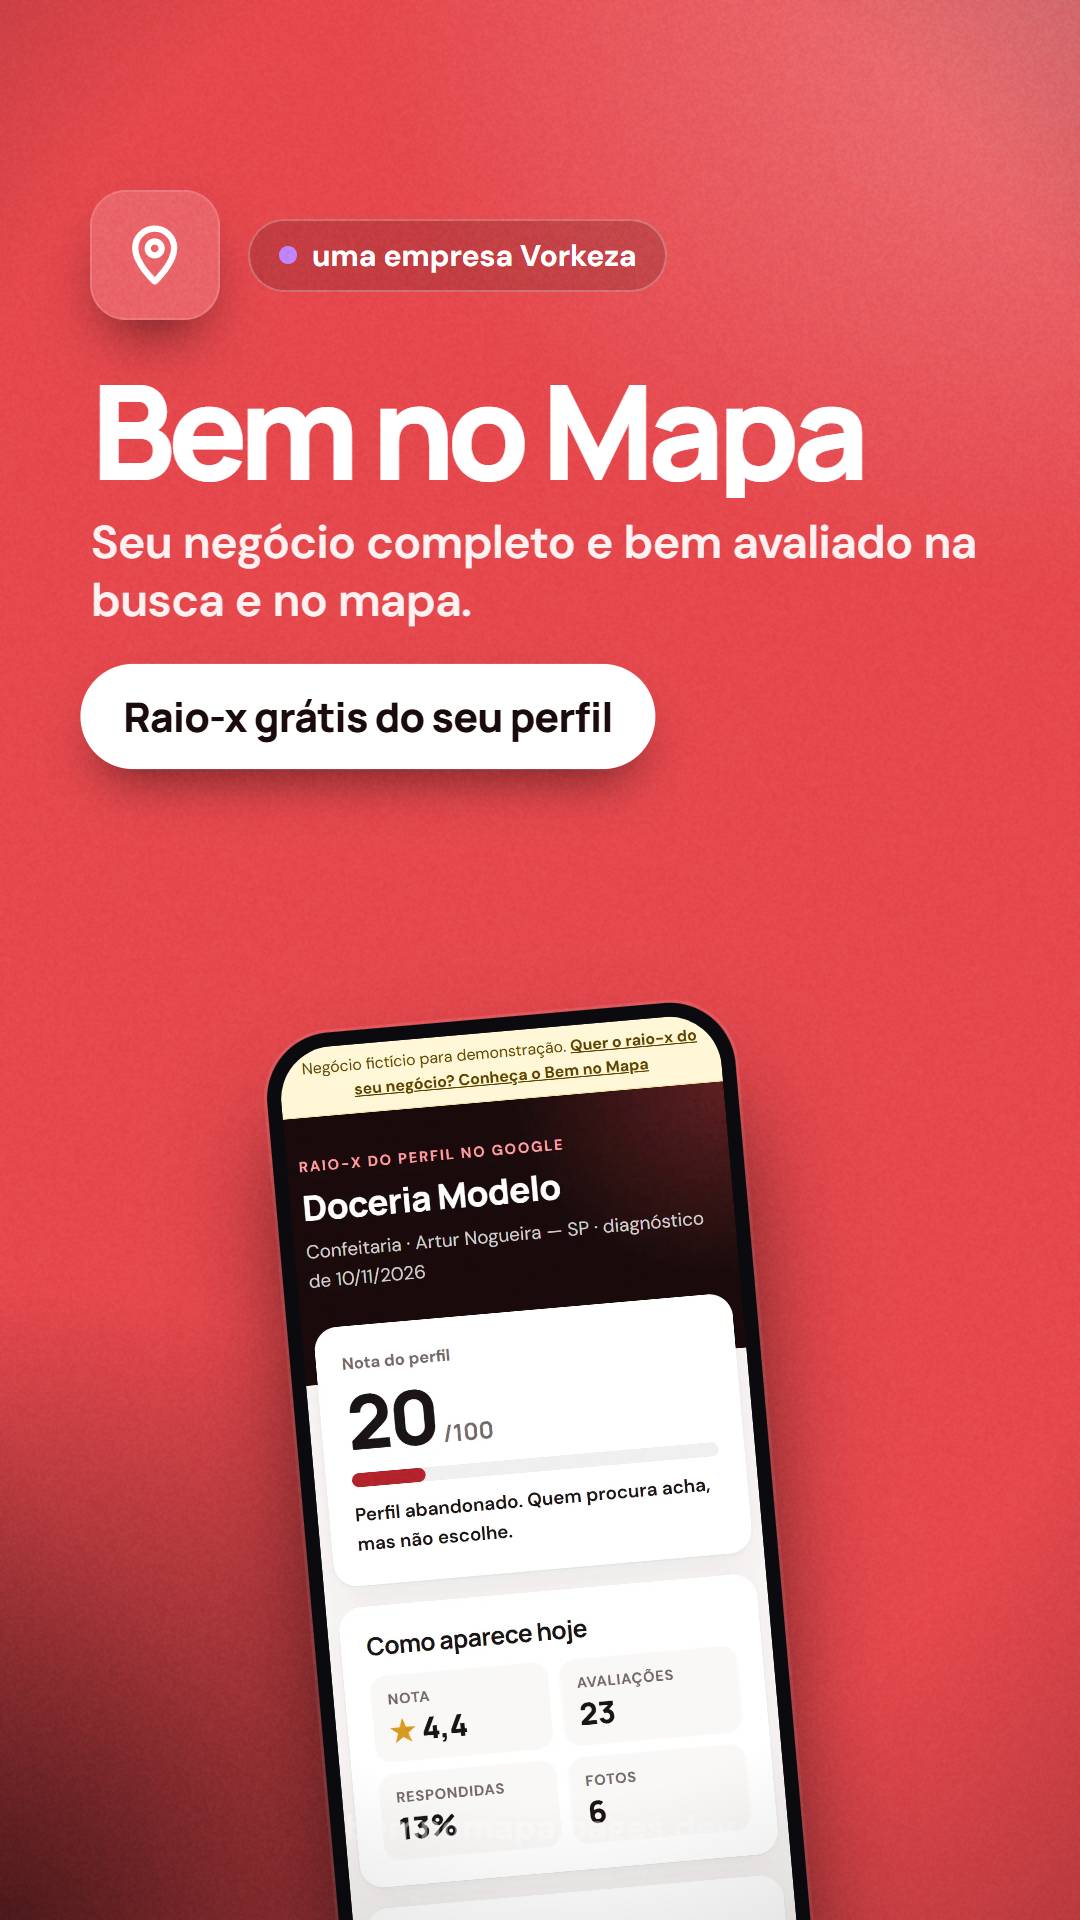 uma empresa Vorkeza
Bem no Mapa
Seu negócio completo e bem avaliado na
busca e no mapa.
Raio-x grátis do seu perfil
Negócio fictício para demonstração. Quer o raio-x do
seu negócio? Conheça o Bem no Mapa
RAIO-X DO PERFIL NO GOOGLE
Doceria Modelo
Confeitaria · Artur Nogueira — SP · diagnóstico
de 10/11/2026
Nota do perfil
20 /100
Perfil abandonado. Quem procura acha,
mas não escolhe.
Como aparece hoje
NOTA
★ 4,4
AVALIAÇÕES
23
RESPONDIDAS
13%
FOTOS
6